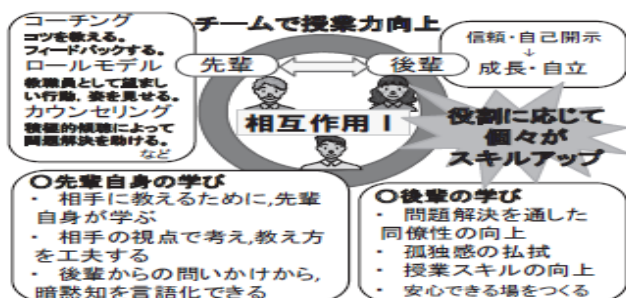 チームで授業力向上
コーチング
コツを教える。
フィードバックする。
ロールモデル
教職員として望まし
い行動、姿を見せる。
カウンセリング
積極的傾聴によって
問題解決を助ける。
など
先輩
後輩
信頼・自己開示
↓
成長・自立
相互作用Ⅰ
役割に応じて
個々が
スキルアップ
○先輩自身の学び
・ 相手に教えるために,先輩
自身が学ぶ
・ 相手の視点で考え,教え方
を工夫する
・ 後輩からの問いかけから,
暗黙知を言語化できる
○後輩の学び
・ 問題解決を通した
同僚性の向上
・ 孤独感の払拭
・ 授業スキルの向上
・ 安心できる場をつくる